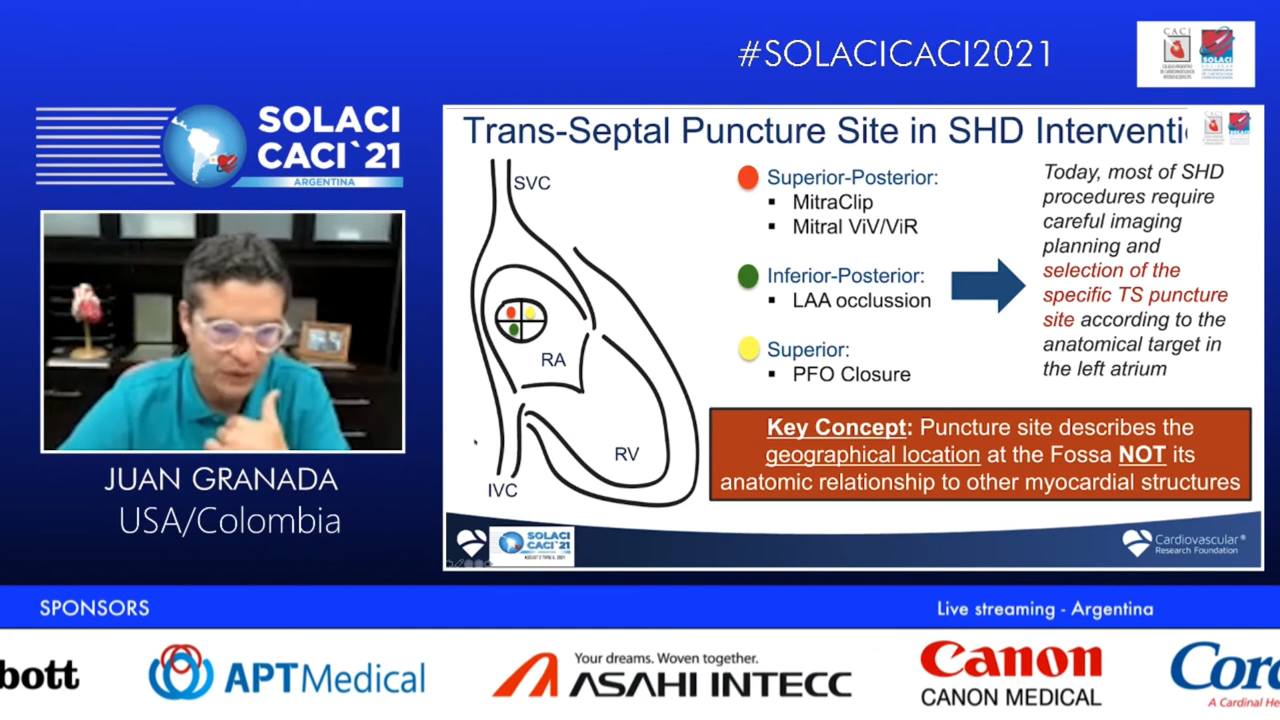 #SOLACICACI2021
CACI
SOLACI
SOLACI
CACI`21
ARGENTINA
JUAN GRANADA
USA/Colombia
Trans-Septal Puncture Site in SHD Interventi
SVC
RA
RV
IVC
Superior-Posterior:
▪ MitraClip
▪ Mitral ViV/ViR
Inferior-Posterior:
▪ LAA occlussion
Superior:
▪ PFO Closure
Today, most of SHD
procedures require
careful imaging
planning and
selection of the
specific TS puncture
site according to the
anatomical target in
the left atrium
Key Concept: Puncture site describes the
geographical location at the Fossa NOT its
anatomic relationship to other myocardial structures
SOLACI
CACI`21
Cardiovascular®
Research Foundation
SPONSORS
Live streaming - Argentina
bott
APTMedical
Your dreams. Woven together.
ASAHI INTECC
Canon
CANON MEDICAL
Cor
A Cardinal He